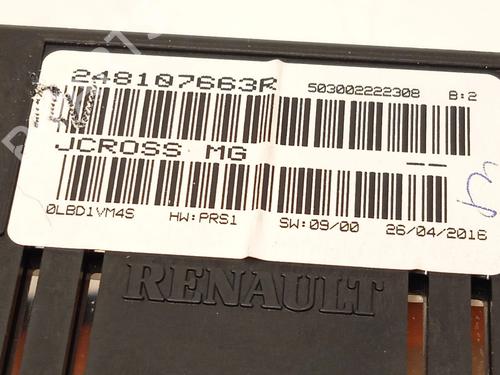 248107663R 503002222308 B:2
JCROSS MG --
0LBD1VM4S HW:PRS1 SW:09/00 26/04/2016
RENAULT